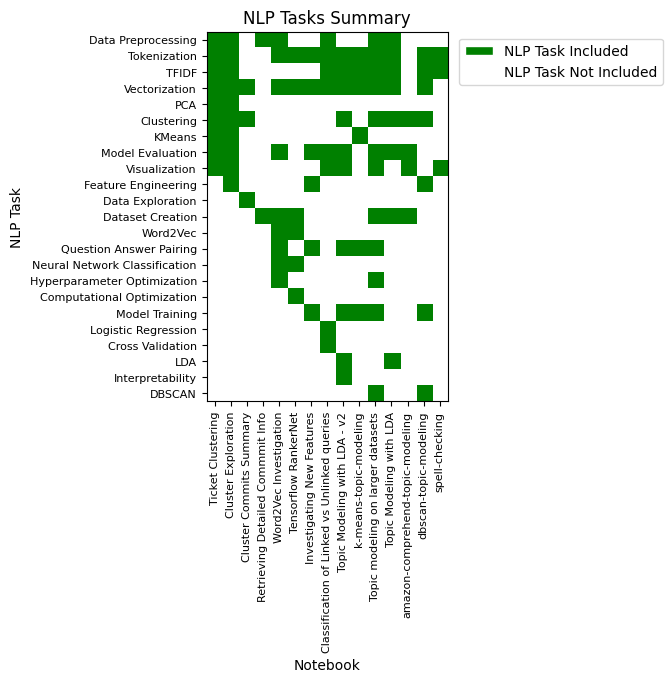 NLP Tasks Summary
Data Preprocessing
Tokenization
TFIDF
Vectorization
PCA
Clustering
KMeans
Model Evaluation
Visualization
Feature Engineering
Data Exploration
Dataset Creation
Word2Vec
Question Answer Pairing
Neural Network Classification
Hyperparameter Optimization
Computational Optimization
Model Training
Logistic Regression
Cross Validation
LDA
Interpretability
DBSCAN
NLP Task
NLP Task Included
NLP Task Not Included
Ticket Clustering
Cluster Exploration
Cluster Commits Summary
Retrieving Detailed Commmit Info
Word2Vec Investigation
Tensorflow RankerNet
Investigating New Features
Classification of Linked vs Unlinked queries
Topic Modeling with LDA - v2
k-means-topic-modeling
Topic modeling on larger datasets
Topic Modeling with LDA
amazon-comprehend-topic-modeling
dbscan-topic-modeling
spell-checking
Notebook